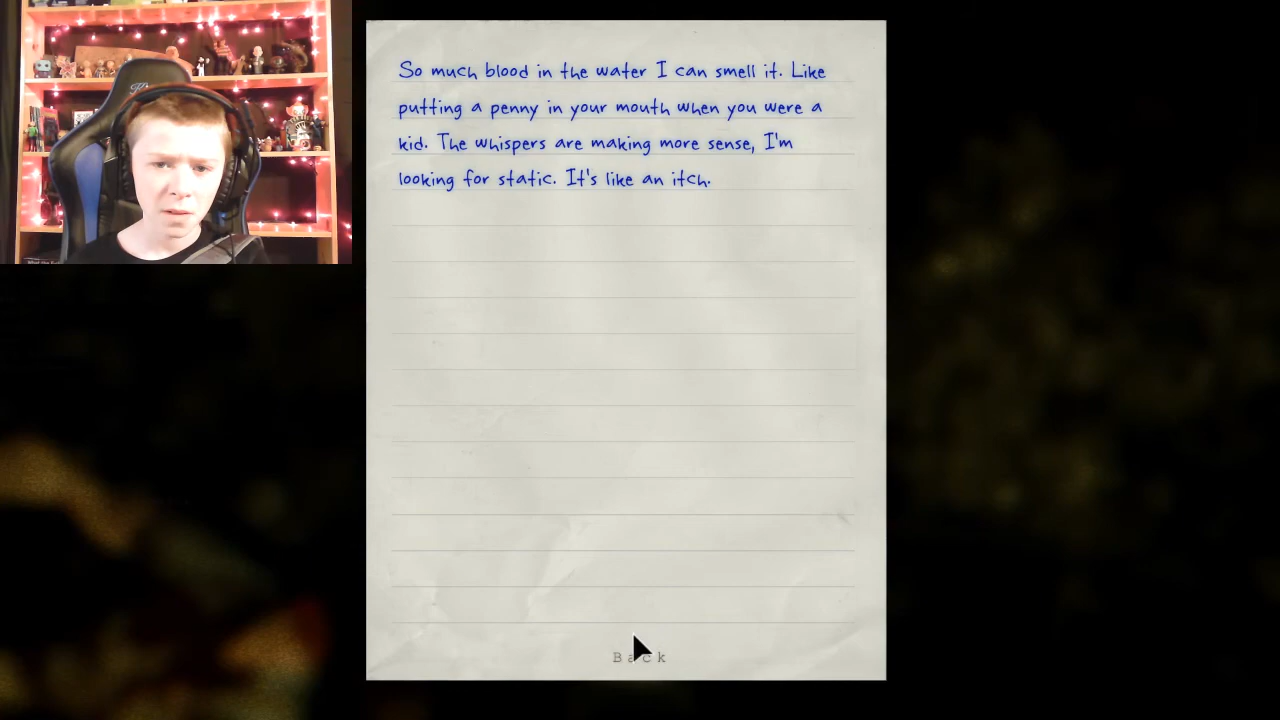 So much blood in the water I can smell it. Like
putting a penny in your mouth when you were a
kid. The whispers are making more sense, I'm
looking for static. It's like an itch.
Back